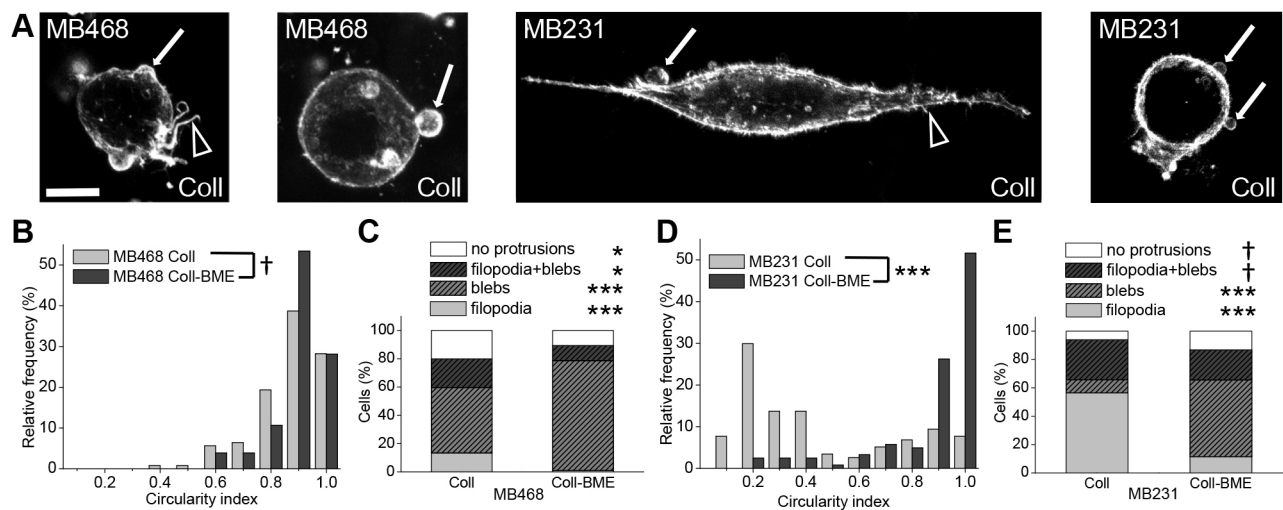 A
MB468
Coll
MB468
Coll
MB231
Coll
MB231
Coll
B
MB468 Coll
MB468 Coll-BME
†
Relative frequency (%)
50
40
30
20
10
0
0.2 0.4 0.6 0.8 1.0
Circularity index
C
no protrusions *
filopodia+blebs *
blebs ***
filopodia ***
Cells (%)
100
80
60
40
20
0
Coll Coll-BME
MB468
D
MB231 Coll
MB231 Coll-BME
***
Relative frequency (%)
50
40
30
20
10
0
0.2 0.4 0.6 0.8 1.0
Circularity index
E
no protrusions †
filopodia+blebs †
blebs ***
filopodia ***
Cells (%)
100
80
60
40
20
0
Coll Coll-BME
MB231